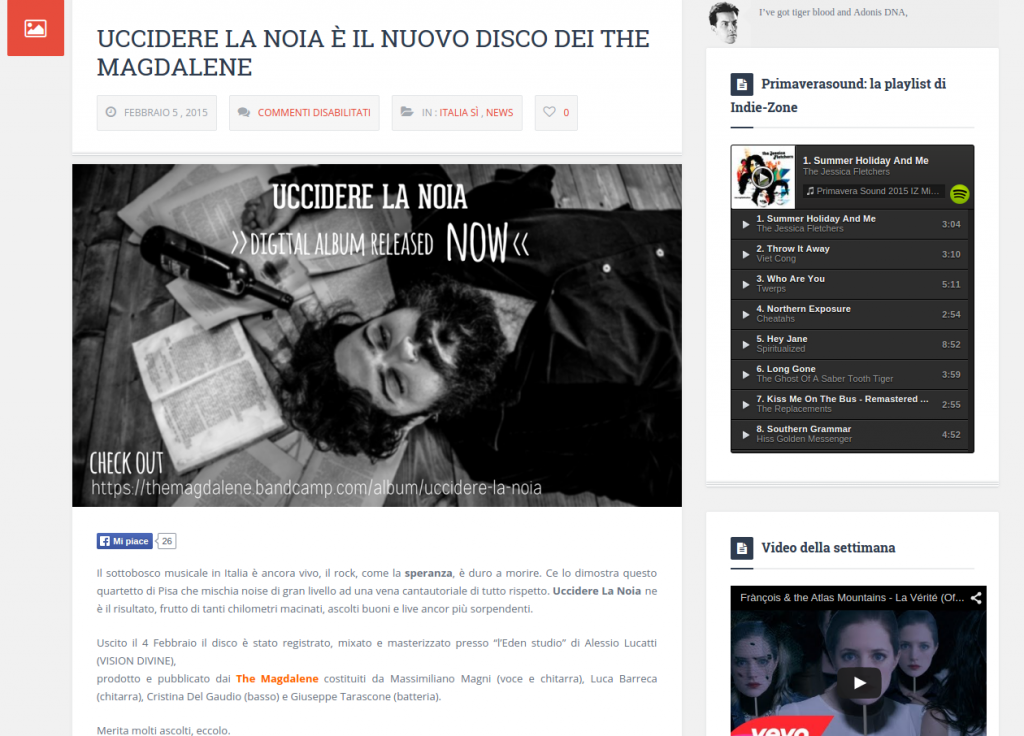 UCCIDERE LA NOIA È IL NUOVO DISCO DEI THE
MAGDALENE
FEBBRAIO 5 , 2015
COMMENTI DISABILITATI
IN : ITALIA SÌ , NEWS
0
UCCIDERE LA NOIA
>>DIGITAL ALBUM RELEASED NOW<<
CHECK OUT
https://themagdalene.bandcamp.com/album/uccidere-la-noia
Mi piace 26
Il sottobosco musicale in Italia è ancora vivo, il rock, come la speranza, è duro a morire. Ce lo dimostra questo
quartetto di Pisa che mischia noise di gran livello ad una vena cantautoriale di tutto rispetto. Uccidere La Noia ne
è il risultato, frutto di tanti chilometri macinati, ascolti buoni e live ancor più sorpendenti.
Uscito il 4 Febbraio il disco è stato registrato, mixato e masterizzato presso “l’Eden studio” di Alessio Lucatti
(VISION DIVINE),
prodotto e pubblicato dai The Magdalene costituiti da Massimiliano Magni (voce e chitarra), Luca Barreca
(chitarra), Cristina Del Gaudio (basso) e Giuseppe Tarascone (batteria).
Merita molti ascolti, eccolo.
I’ve got tiger blood and Adonis DNA,
Primaverasound: la playlist di
Indie-Zone
1. Summer Holiday And Me
The Jessica Fletchers
Primavera Sound 2015 IZ Mi...
1. Summer Holiday And Me
The Jessica Fletchers
3:04
2. Throw It Away
Viet Cong
3:10
3. Who Are You
Twerps
5:11
4. Northern Exposure
Cheatahs
2:54
5. Hey Jane
Spiritualized
8:52
6. Long Gone
The Ghost Of A Saber Tooth Tiger
3:59
7. Kiss Me On The Bus - Remastered ...
The Replacements
2:55
8. Southern Grammar
Hiss Golden Messenger
4:52
Video della settimana
Frànçois & the Atlas Mountains - La Vérité (Of...
vevo